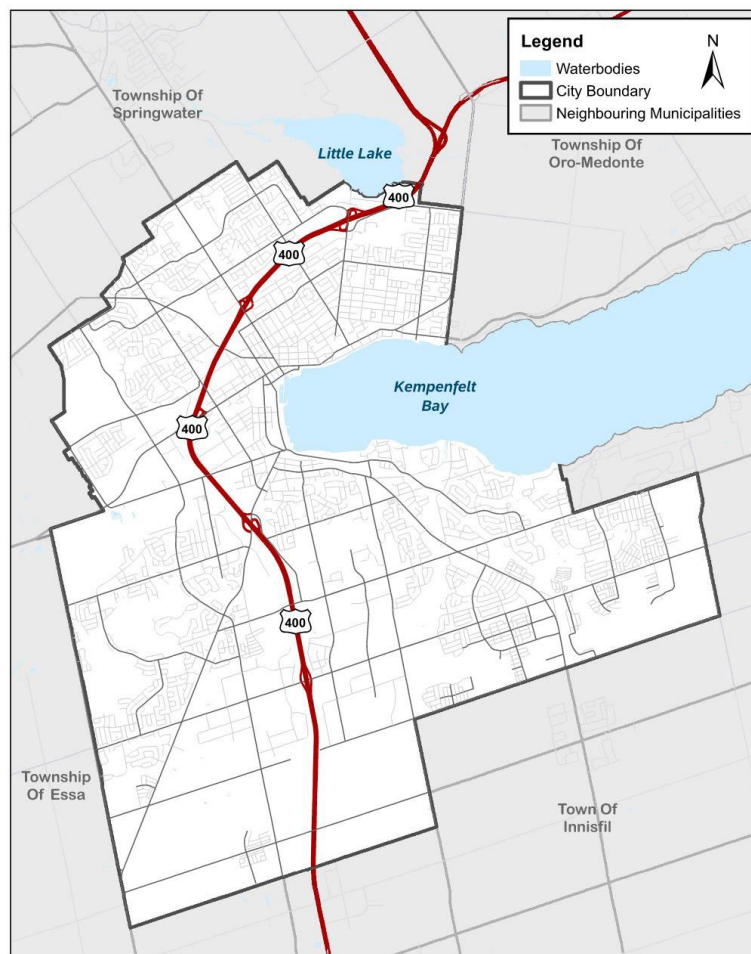 Legend
N
Waterbodies
City Boundary
Neighbouring Municipalities
Township Of
Springwater
Township Of
Oro-Medonte
Little Lake
400
400
Kempenfelt
Bay
400
400
Township
Of Essa
Town Of
Innisfil